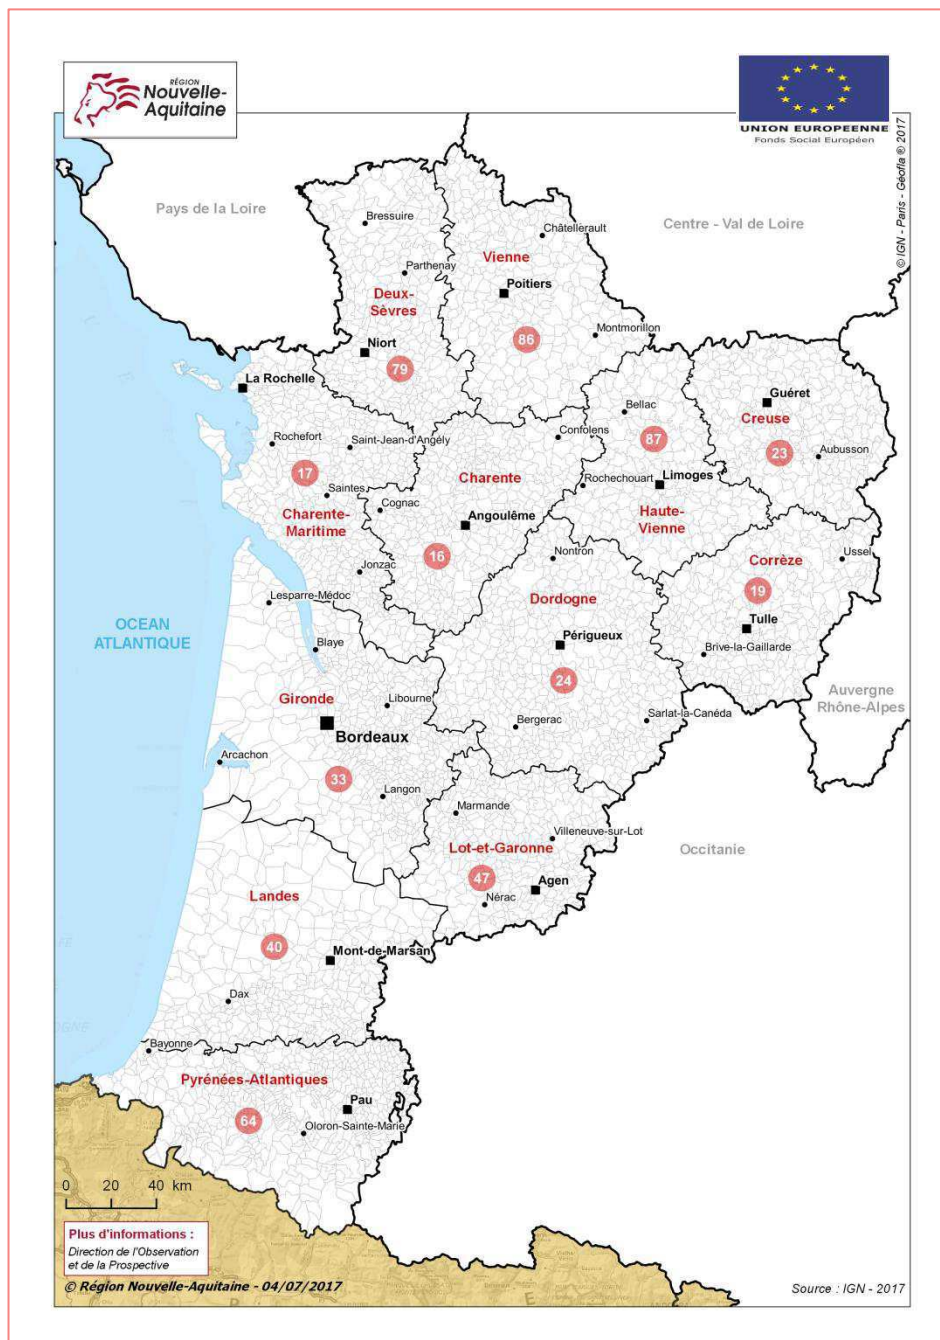 RÉGION
Nouvelle-
Aquitaine
UNION EUROPEENNE
Fonds Social Européen
© IGN - Paris - Géofla ® 2017
Pays de la Loire
Centre - Val de Loire
Bressuire
Châtellerault
Vienne
Parthenay
Poitiers
Deux-
Sèvres
Montmorillon
86
Niort
79
La Rochelle
Guéret
Bellac
Creuse
Rochefort
Saint-Jean-d'Angély
Confolens
87
23
Aubusson
17
Charente
Rochechouart
Limoges
Saintes
Cognac
Charente-
Maritime
Angoulême
Haute-
Vienne
16
Nontron
Ussel
Jonzac
Corrèze
19
Lesparre-Médoc
Dordogne
OCEAN
ATLANTIQUE
Tulle
Blaye
Périgueux
Brive-la-Gaillarde
24
Auvergne
Rhône-Alpes
Gironde
Libourne
Sarlat-la-Canéda
Bergerac
Bordeaux
Arcachon
33
Langon
Marmande
Villeneuve-sur-Lot
Lot-et-Garonne
Occitanie
47
Agen
Nérac
Landes
40
Mont-de-Marsan
Dax
Bayonne
Pyrénées-Atlantiques
Pau
64
Oloron-Sainte-Marie
0 20 40 km
Plus d'informations :
Direction de l'Observation
et de la Prospective
© Région Nouvelle-Aquitaine - 04/07/2017
Source : IGN - 2017